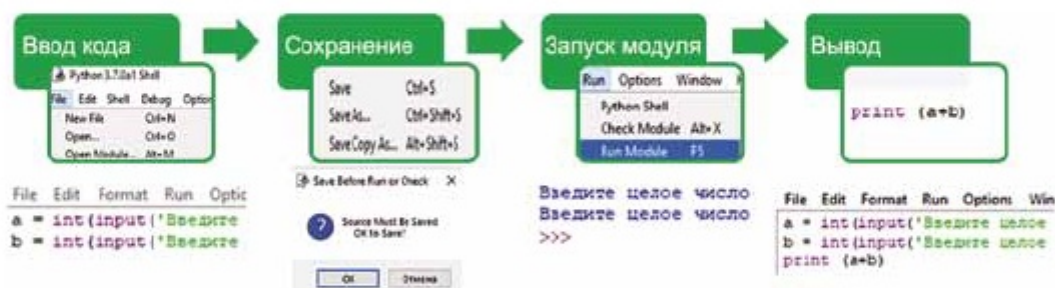 Ввод кода
Python 3.7.0a1 Shell
File Edit Shell Debug Option
New File Ctrl+N
Open... Ctrl+O
Open Module... Alt+M
File Edit Format Run Optic
a = int(input('Введите
b = int(input('Введите
Сохранение
Save Ctrl+S
Save As... Ctrl+Shift+S
Save Copy As... Alt+Shift+S
Save Before Run or Check X
?
Source Must Be Saved
OK to Save?
OK Отмена
Запуск модуля
Run Options Window
Python Shell
Check Module Alt+X
Run Module F5
Введите целое число
Введите целое число
>>>
Вывод
print (a+b)
File Edit Format Run Options Win
a = int(input('Введите целое
b = int(input('Введите целое
print (a+b)